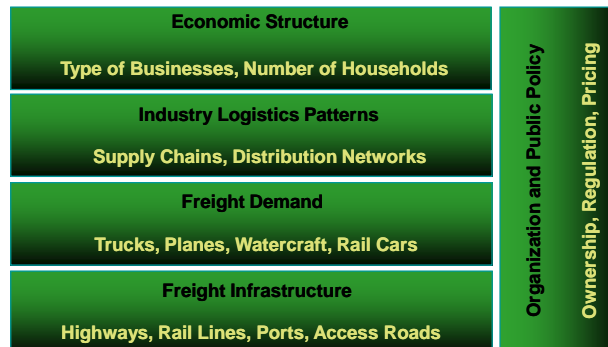 Economic Structure
Type of Businesses, Number of Households
Industry Logistics Patterns
Supply Chains, Distribution Networks
Freight Demand
Trucks, Planes, Watercraft, Rail Cars
Freight Infrastructure
Highways, Rail Lines, Ports, Access Roads
Organization and Public Policy
Ownership, Regulation, Pricing